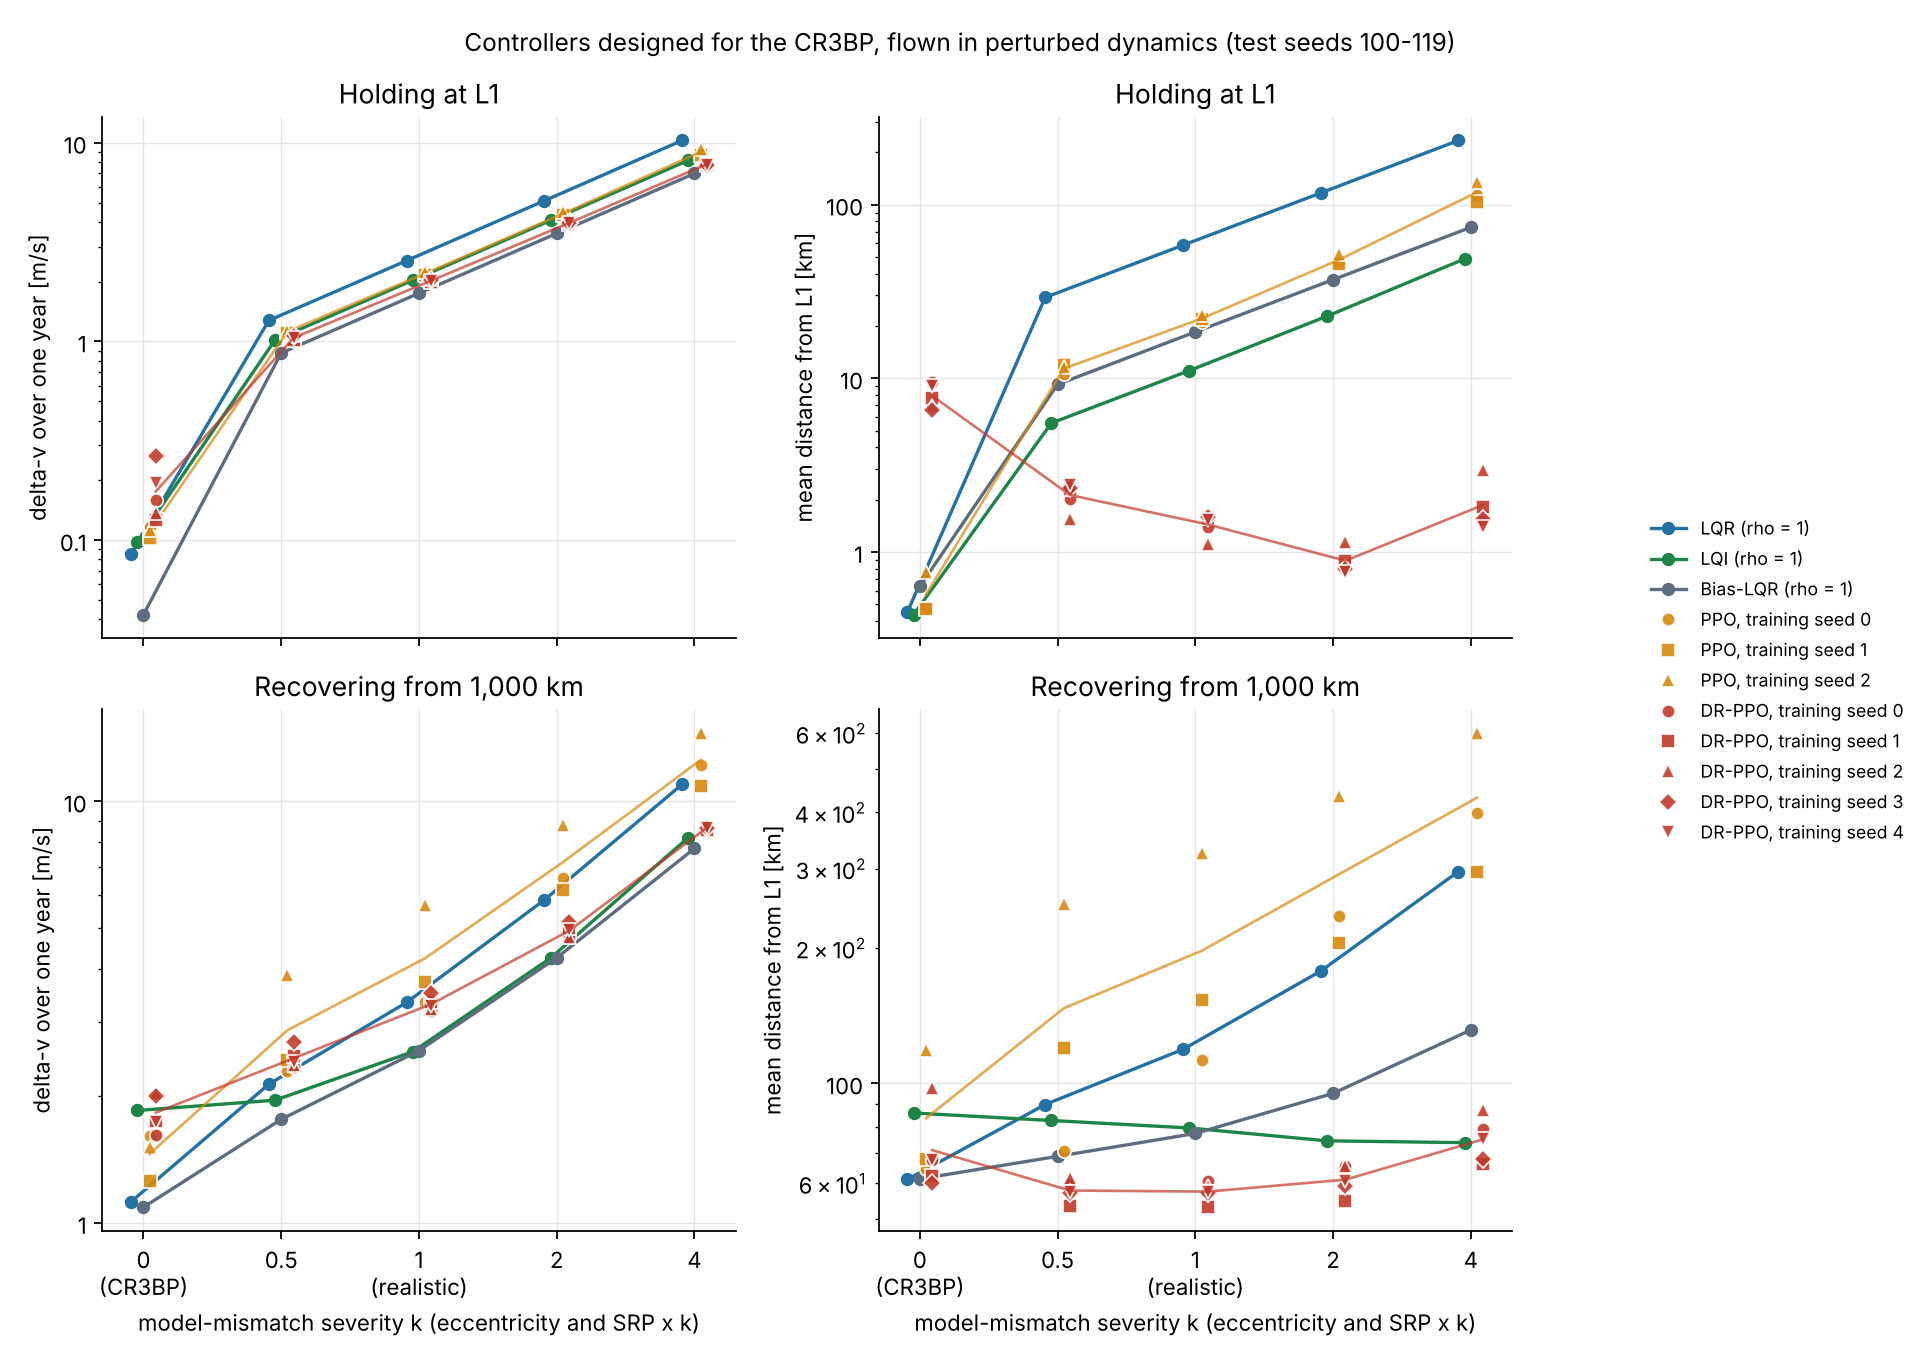 Controllers designed for the CR3BP, flown in perturbed dynamics (test seeds 100-119)
Holding at L1
delta-v over one year [m/s]
10
1
0.1
Holding at L1
mean distance from L1 [km]
100
10
1
Recovering from 1,000 km
delta-v over one year [m/s]
10
1
0
(CR3BP)
0.5
1
(realistic)
2
4
model-mismatch severity k (eccentricity and SRP x k)
Recovering from 1,000 km
mean distance from L1 [km]
6 × 10²
4 × 10²
3 × 10²
2 × 10²
100
6 × 10¹
0
(CR3BP)
0.5
1
(realistic)
2
4
model-mismatch severity k (eccentricity and SRP x k)
LQR (rho = 1)
LQI (rho = 1)
Bias-LQR (rho = 1)
PPO, training seed 0
PPO, training seed 1
PPO, training seed 2
DR-PPO, training seed 0
DR-PPO, training seed 1
DR-PPO, training seed 2
DR-PPO, training seed 3
DR-PPO, training seed 4